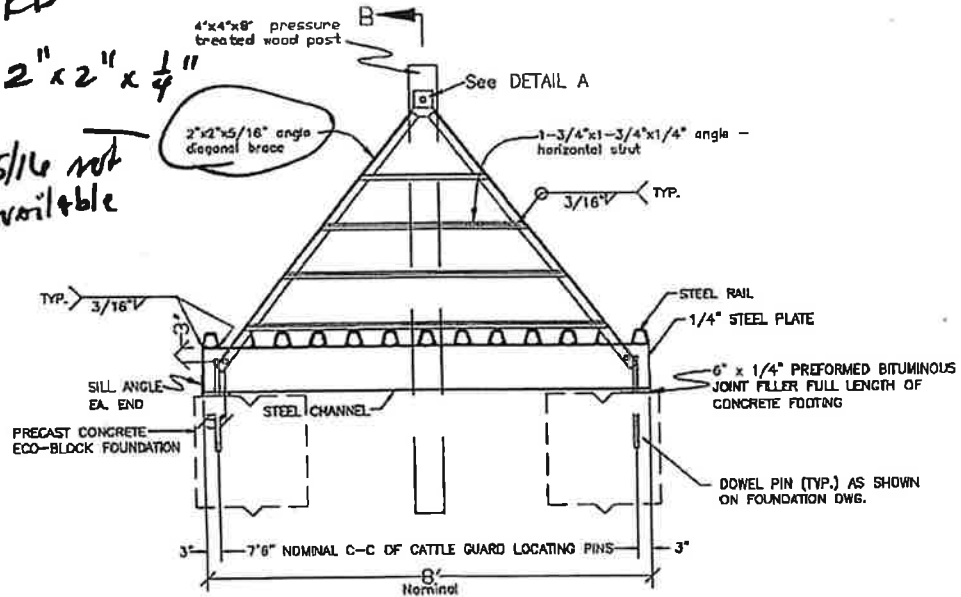 2" x 2" x 1/4"
5/16 not
available
B
4"x4"x8' pressure
treated wood post
See DETAIL A
2"x2"x5/16" angle
diagonal brace
1-3/4"x1-3/4"x1/4" angle -
horizontal strut
3/16"
TYP.
TYP.
3/16"
3"
STEEL RAIL
1/4" STEEL PLATE
SILL ANGLE
EA. END
STEEL CHANNEL
6" x 1/4" PREFORMED BITUMINOUS
JOINT FILLER FULL LENGTH OF
CONCRETE FOOTING
PRECAST CONCRETE
ECO-BLOCK FOUNDATION
DOWEL PIN (TYP.) AS SHOWN
ON FOUNDATION DWG.
3" 7'6" NOMINAL C-C OF CATTLE GUARD LOCATING PINS 3"
8'
Nominal